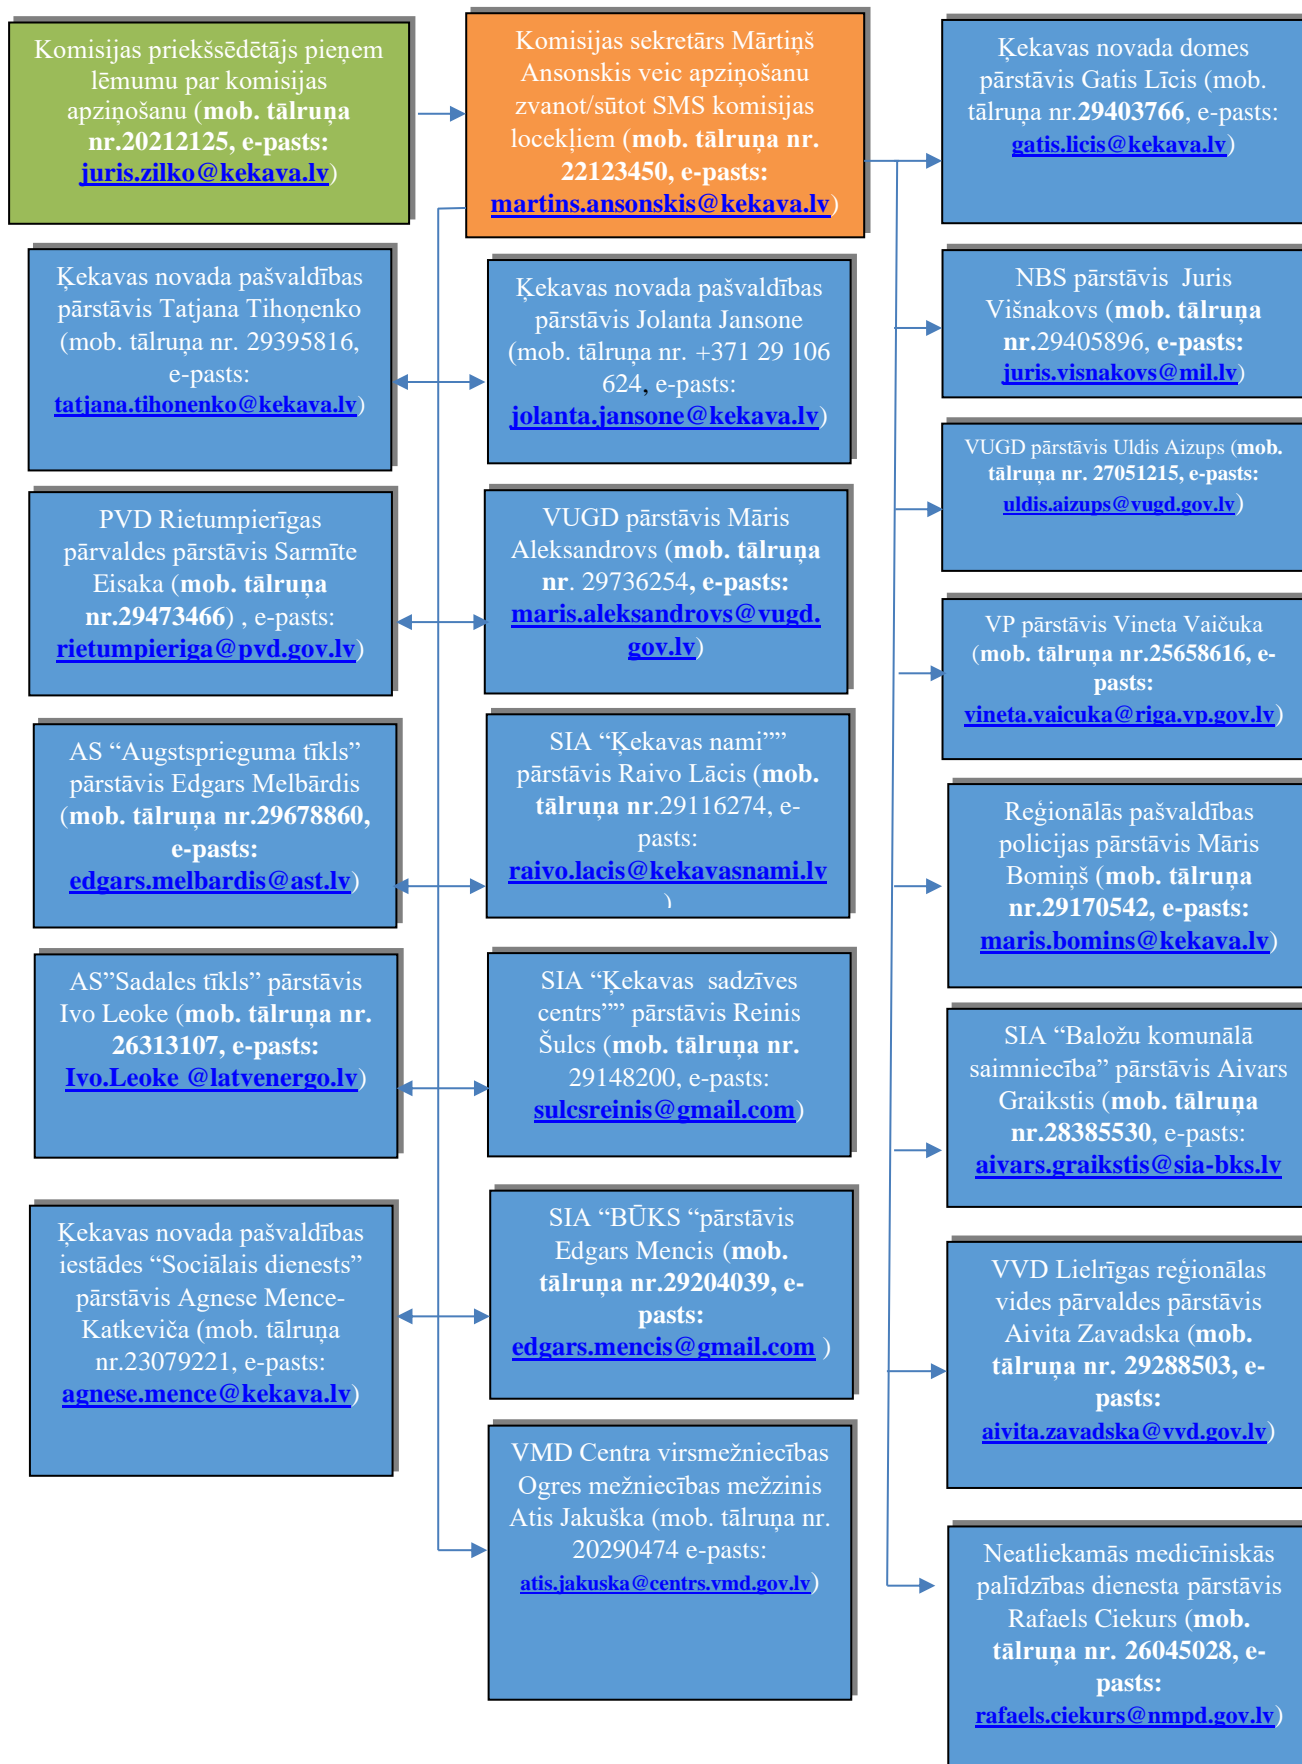 Komisijas priekšsēdētājs pieņem
lēmumu par komisijas
apziņošanu (mob. tālruņa
nr.20212125, e-pasts:
juris.zilko@kekava.lv)
Komisijas sekretārs Mārtiņš
Ansonskis veic apziņošanu
zvanot/sūtot SMS komisijas
locekļiem (mob. tālruņa nr.
22123450, e-pasts:
martins.ansonskis@kekava.lv)
Ķekavas novada domes
pārstāvis Gatis Līcis (mob.
tālruņa nr.29403766, e-pasts:
gatis.licis@kekava.lv)
Ķekavas novada pašvaldības
pārstāvis Tatjana Tihoņenko
(mob. tālruņa nr. 29395816,
e-pasts:
tatjana.tihonenko@kekava.lv)
Ķekavas novada pašvaldības
pārstāvis Jolanta Jansone
(mob. tālruņa nr. +371 29 106
624, e-pasts:
jolanta.jansone@kekava.lv)
NBS pārstāvis  Juris
Višnakovs (mob. tālruņa
nr.29405896, e-pasts:
juris.visnakovs@mil.lv)
VUGD pārstāvis Uldis Aizups (mob.
tālruņa nr. 27051215, e-pasts:
uldis.aizups@vugd.gov.lv)
PVD Rietumpierīgas
pārvaldes pārstāvis Sarmīte
Eisaka (mob. tālruņa
nr.29473466) , e-pasts:
rietumpieriga@pvd.gov.lv)
VUGD pārstāvis Māris
Aleksandrovs (mob. tālruņa
nr. 29736254, e-pasts:
maris.aleksandrovs@vugd.
gov.lv)
VP pārstāvis Vineta Vaičuka
(mob. tālruņa nr.25658616, e-
pasts:
vineta.vaicuka@riga.vp.gov.lv)
AS “Augstsprieguma tīkls”
pārstāvis Edgars Melbārdis
(mob. tālruņa nr.29678860,
e-pasts:
edgars.melbardis@ast.lv)
SIA “Ķekavas nami””
pārstāvis Raivo Lācis (mob.
tālruņa nr.29116274, e-
pasts:
raivo.lacis@kekavasnami.lv
)
Reģionālās pašvaldības
policijas pārstāvis Māris
Bomiņš (mob. tālruņa
nr.29170542, e-pasts:
maris.bomins@kekava.lv)
AS”Sadales tīkls” pārstāvis
Ivo Leoke (mob. tālruņa nr.
26313107, e-pasts:
Ivo.Leoke @latvenergo.lv)
SIA “Ķekavas  sadzīves
centrs”” pārstāvis Reinis
Šulcs (mob. tālruņa nr.
29148200, e-pasts:
sulcsreinis@gmail.com)
SIA “Baložu komunālā
saimniecība” pārstāvis Aivars
Graikstis (mob. tālruņa
nr.28385530, e-pasts:
aivars.graikstis@sia-bks.lv
Ķekavas novada pašvaldības
iestādes “Sociālais dienests”
pārstāvis Agnese Mence-
Katkeviča (mob. tālruņa
nr.23079221, e-pasts:
agnese.mence@kekava.lv)
SIA “BŪKS “pārstāvis
Edgars Mencis (mob.
tālruņa nr.29204039, e-
pasts:
edgars.mencis@gmail.com )
VVD Lielrīgas reģionālas
vides pārvaldes pārstāvis
Aivita Zavadska (mob.
tālruņa nr. 29288503, e-
pasts:
aivita.zavadska@vvd.gov.lv)
VMD Centra virsmežniecības
Ogres mežniecības mežzinis
Atis Jakuška (mob. tālruņa nr.
20290474 e-pasts:
atis.jakuska@centrs.vmd.gov.lv)
Neatliekamās medicīniskās
palīdzības dienesta pārstāvis
Rafaels Ciekurs (mob.
tālruņa nr. 26045028, e-
pasts:
rafaels.ciekurs@nmpd.gov.lv)